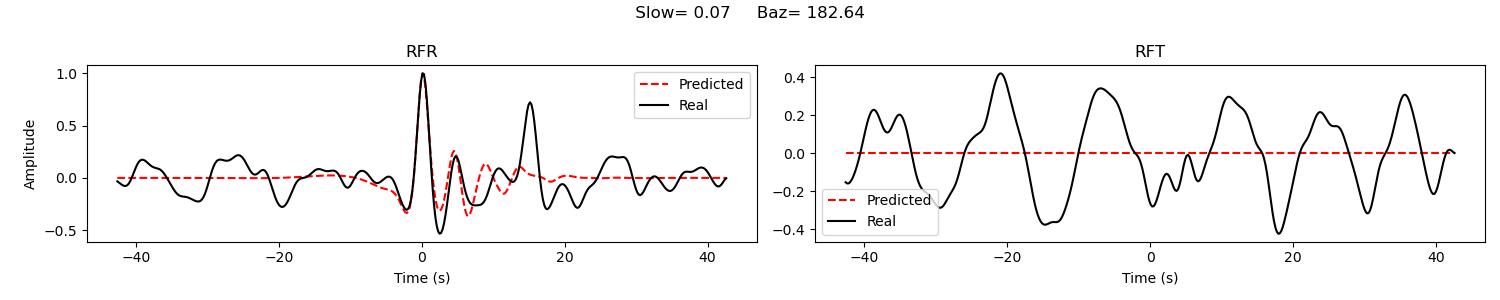 Slow= 0.07     Baz= 182.64
RFR
Amplitude
1.0
0.5
0.0
−0.5
−40
−20
0
20
40
Time (s)
Predicted
Real
RFT
0.4
0.2
0.0
−0.2
−0.4
−40
−20
0
20
40
Time (s)
Predicted
Real